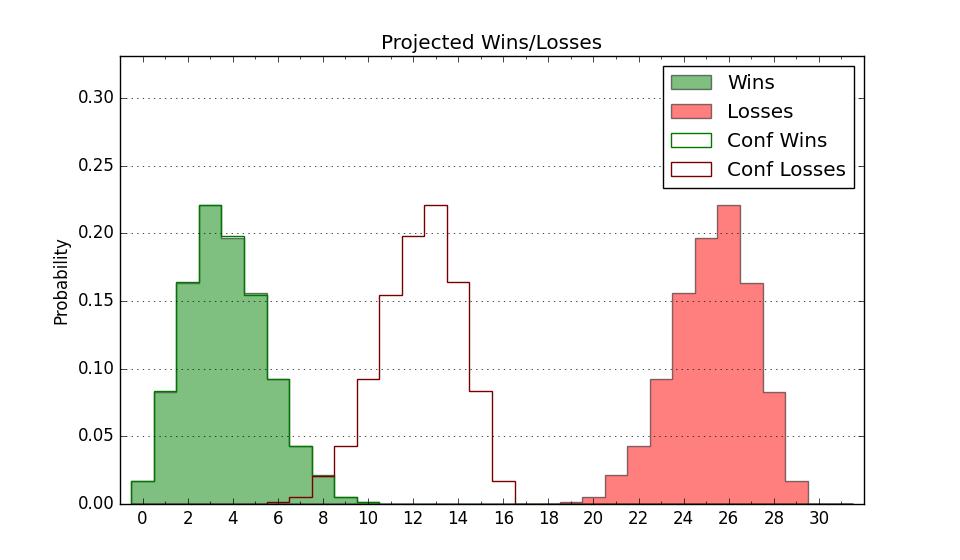 Projected Wins/Losses
Wins
Losses
Conf Wins
Conf Losses
Probability
0.30
0.25
0.20
0.15
0.10
0.05
0.00
0 2 4 6 8 10 12 14 16 18 20 22 24 26 28 30